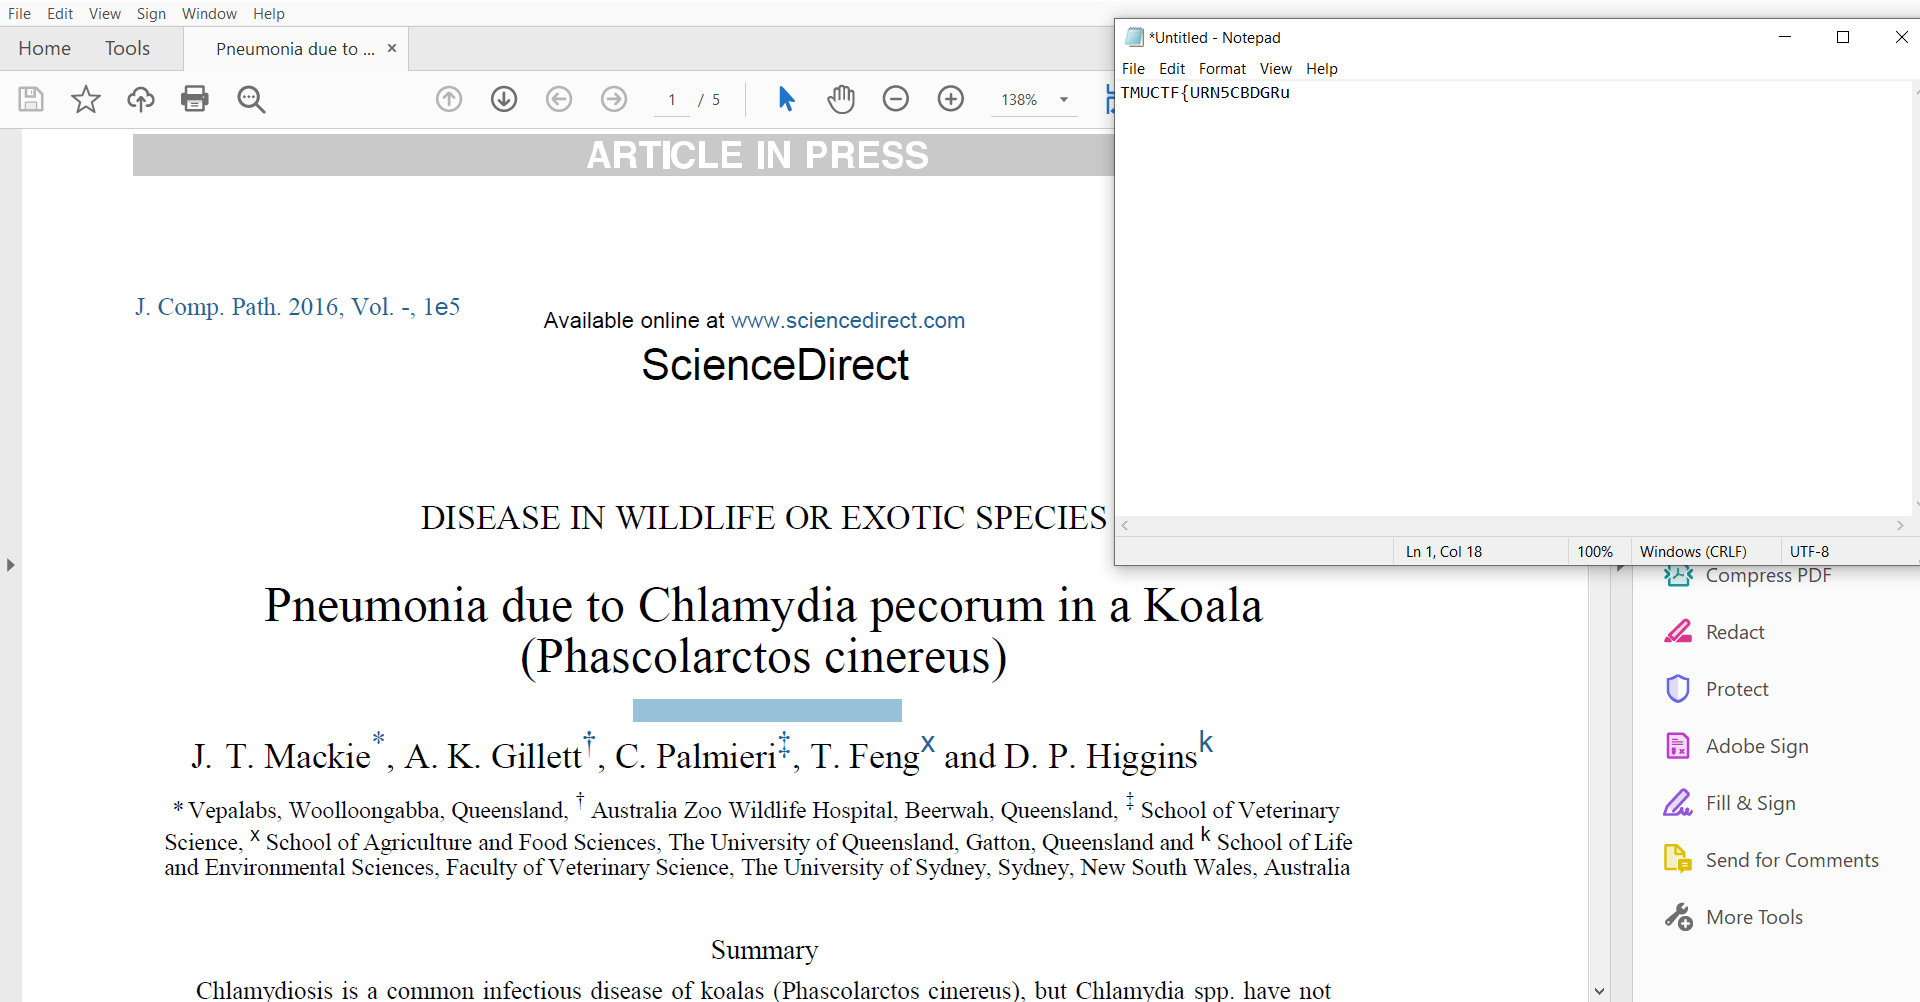 File Edit View Sign Window Help
Home Tools Pneumonia due to ... ×
1 / 5 138%
ARTICLE IN PRESS
J. Comp. Path. 2016, Vol. -, 1e5
Available online at www.sciencedirect.com
ScienceDirect
DISEASE IN WILDLIFE OR EXOTIC SPECIES
Pneumonia due to Chlamydia pecorum in a Koala
(Phascolarctos cinereus)
J. T. Mackie*, A. K. Gillett†, C. Palmieri‡, T. Fengx and D. P. Higginsk
* Vepalabs, Woolloongabba, Queensland, † Australia Zoo Wildlife Hospital, Beerwah, Queensland, ‡ School of Veterinary
Science, x School of Agriculture and Food Sciences, The University of Queensland, Gatton, Queensland and k School of Life
and Environmental Sciences, Faculty of Veterinary Science, The University of Sydney, Sydney, New South Wales, Australia
Summary
Chlamydiosis is a common infectious disease of koalas (Phascolarctos cinereus), but Chlamydia spp. have not
*Untitled - Notepad
File Edit Format View Help
TMUCTF{URN5CBDGRu
Ln 1, Col 18 100% Windows (CRLF) UTF-8
Compress PDF
Redact
Protect
Adobe Sign
Fill & Sign
Send for Comments
More Tools